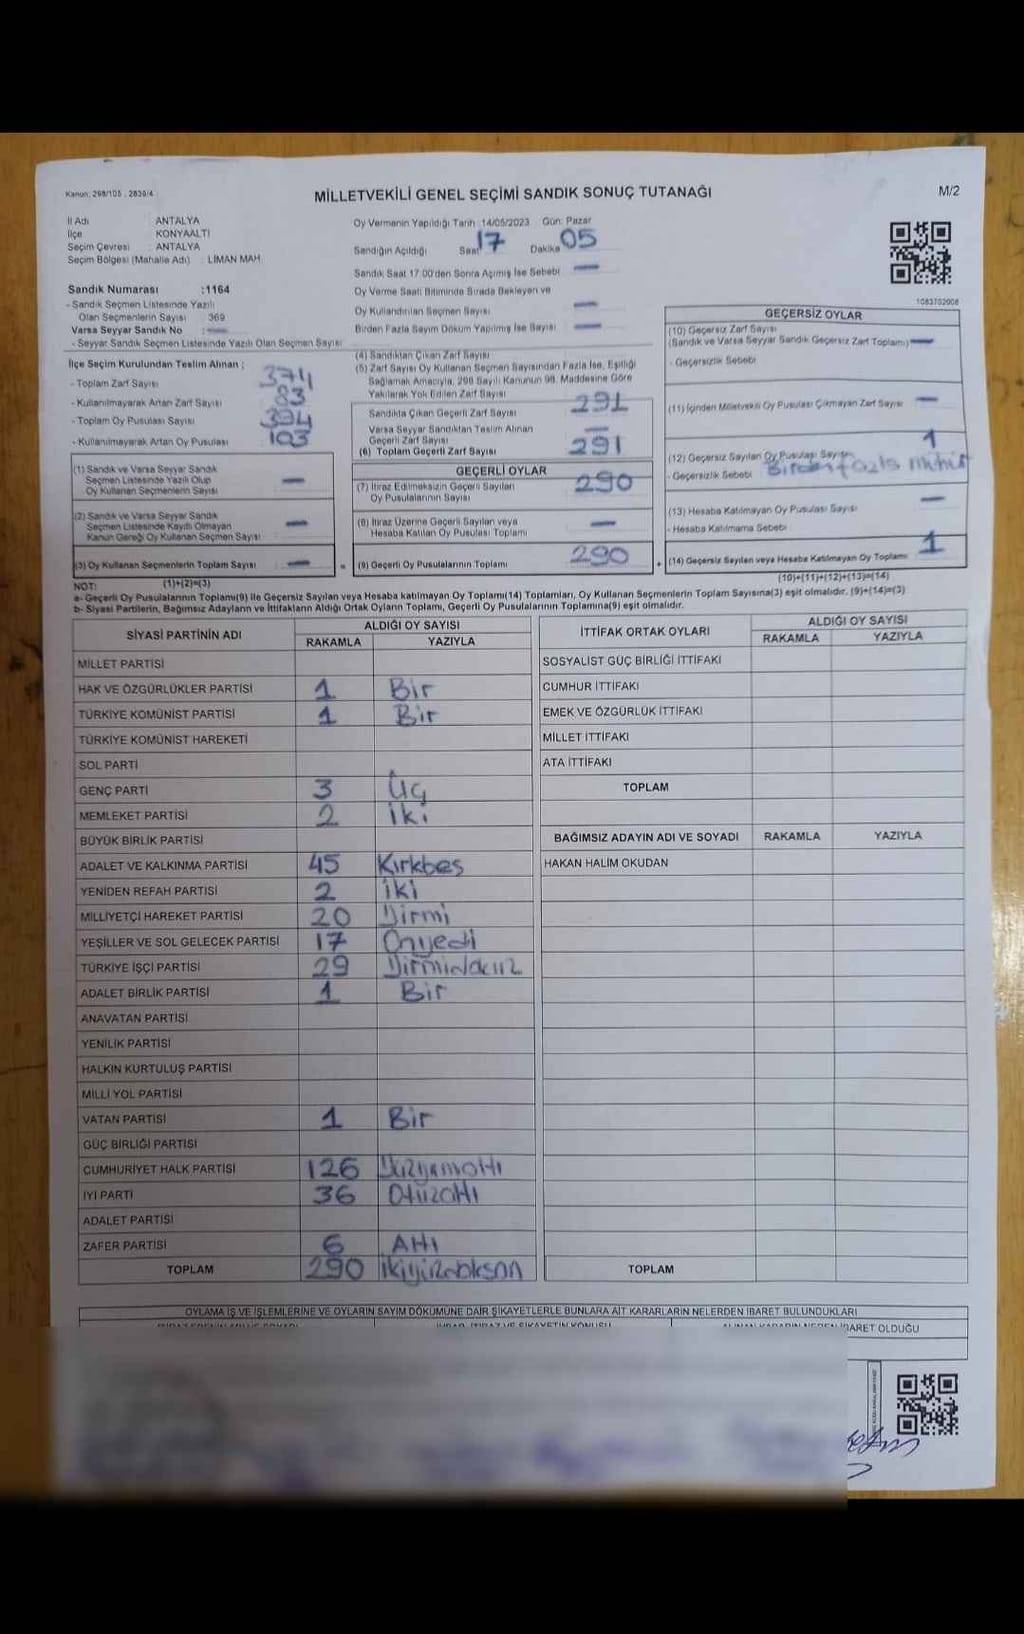 Kanun: 298/105 , 2839/4
MİLLETVEKİLİ GENEL SEÇİMİ SANDIK SONUÇ TUTANAĞI
M/2
İl Adı : ANTALYA
İlçe : KONYAALTI
Seçim Çevresi : ANTALYA
Seçim Bölgesi (Mahalle Adı) : LİMAN MAH.
Sandık Numarası :1164
- Sandık Seçmen Listesinde Yazılı
Olan Seçmenlerin Sayısı : 369
Varsa Seyyar Sandık No :
- Seyyar Sandık Seçmen Listesinde Yazılı Olan Seçmen Sayısı
İlçe Seçim Kurulundan Teslim Alınan :
- Toplam Zarf Sayısı 374
- Kullanılmayarak Artan Zarf Sayısı 83
- Toplam Oy Pusulası Sayısı 394
- Kullanılmayarak Artan Oy Pusulası 103
(1) Sandık ve Varsa Seyyar Sandık
Seçmen Listesinde Yazılı Olup
Oy Kullanan Seçmenlerin Sayısı —
(2) Sandık ve Varsa Seyyar Sandık
Seçmen Listesinde Kayıtlı Olmayan
Kanun Gereği Oy Kullanan Seçmen Sayısı —
(3) Oy Kullanan Seçmenlerin Toplam Sayısı —
(1)+(2)=(3)
Oy Vermenin Yapıldığı Tarih :14/05/2023 Gün: Pazar
Sandığın Açıldığı Saat 17 Dakika 05
Sandık Saat 17:00'den Sonra Açımış İse Sebebi —
Oy Verme Saati Bitiminde Sırada Bekleyen ve
Oy Kullandırılan Seçmen Sayısı —
Birden Fazla Sayım Döküm Yapılmış İse Sayısı —
(4) Sandıktan Çıkan Zarf Sayısı
(5) Zarf Sayısı Oy Kullanan Seçmen Sayısından Fazla İse, Eşitliği
Sağlamak Amacıyla, 298 Sayılı Kanunun 98. Maddesine Göre
Yakılarak Yok Edilen Zarf Sayısı
Sandıkta Çıkan Geçerli Zarf Sayısı 291
Varsa Seyyar Sandıktan Teslim Alınan
Geçerli Zarf Sayısı —
(6) Toplam Geçerli Zarf Sayısı 291
GEÇERLİ OYLAR
(7) İtiraz Edilmeksizin Geçerli Sayılan
Oy Pusulalarının Sayısı 290
(8) İtiraz Üzerine Geçerli Sayılan veya
Hesaba Katılan Oy Pusulası Toplamı —
(9) Geçerli Oy Pusulalarının Toplamı 290
1083702008
GEÇERSİZ OYLAR
(10) Geçersiz Zarf Sayısı
(Sandık ve Varsa Seyyar Sandık Geçersiz Zarf Toplamı) —
- Geçersizlik Sebebi
(11) İçinden Milletvekili Oy Pusulası Çıkmayan Zarf Sayısı —
(12) Geçersiz Sayılan Oy Pusulası Sayısı 1
- Geçersizlik Sebebi Birden fazla mühür
(13) Hesaba Katılmayan Oy Pusulası Sayısı —
- Hesaba Katılmama Sebebi
(14) Geçersiz Sayılan veya Hesaba Katılmayan Oy Toplamı 1
(10)+(11)+(12)+(13)=(14)
NOT:
a- Geçerli Oy Pusulalarının Toplamı(9) ile Geçersiz Sayılan veya Hesaba katılmayan Oy Toplamı(14) Toplamları, Oy Kullanan Seçmenlerin Toplam Sayısına(3) eşit olmalıdır. (9)+(14)=(3)
b- Siyasi Partilerin, Bağımsız Adayların ve İttifakların Aldığı Ortak Oyların Toplamı, Geçerli Oy Pusulalarının Toplamına(9) eşit olmalıdır.
SİYASİ PARTİNİN ADI ALDIĞI OY SAYISI
RAKAMLA YAZIYLA
MİLLET PARTİSİ
HAK VE ÖZGÜRLÜKLER PARTİSİ 1 Bir
TÜRKİYE KOMÜNİST PARTİSİ 1 Bir
TÜRKİYE KOMÜNİST HAREKETİ
SOL PARTİ
GENÇ PARTİ 3 Üç
MEMLEKET PARTİSİ 2 İki
BÜYÜK BİRLİK PARTİSİ
ADALET VE KALKINMA PARTİSİ 45 Kırkbeş
YENİDEN REFAH PARTİSİ 2 İki
MİLLİYETÇİ HAREKET PARTİSİ 20 Yirmi
YEŞİLLER VE SOL GELECEK PARTİSİ 17 Onyedi
TÜRKİYE İŞÇİ PARTİSİ 29 Yirmidokuz
ADALET BİRLİK PARTİSİ 1 Bir
ANAVATAN PARTİSİ
YENİLİK PARTİSİ
HALKIN KURTULUŞ PARTİSİ
MİLLİ YOL PARTİSİ
VATAN PARTİSİ 1 Bir
GÜÇ BİRLİĞİ PARTİSİ
CUMHURİYET HALK PARTİSİ 126 Yüzyirmialtı
İYİ PARTİ 36 Otuzaltı
ADALET PARTİSİ
ZAFER PARTİSİ 6 Altı
TOPLAM 290 İkiyüzdoksan
İTTİFAK ORTAK OYLARI ALDIĞI OY SAYISI
RAKAMLA YAZIYLA
SOSYALİST GÜÇ BİRLİĞİ İTTİFAKI
CUMHUR İTTİFAKI
EMEK VE ÖZGÜRLÜK İTTİFAKI
MİLLET İTTİFAKI
ATA İTTİFAKI
TOPLAM
BAĞIMSIZ ADAYIN ADI VE SOYADI RAKAMLA YAZIYLA
HAKAN HALİM OKUDAN
TOPLAM
OYLAMA İŞ VE İŞLEMLERİNE VE OYLARIN SAYIM DÖKÜMÜNE DAİR ŞİKAYETLERLE BUNLARA AİT KARARLARIN NELERDEN İBARET BULUNDUKLARI
İBARET OLDUĞU